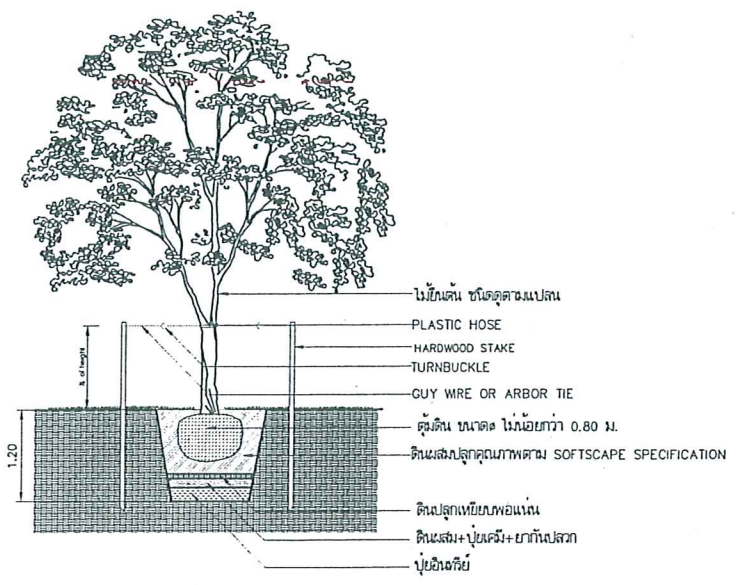 ไม้ยืนต้น ชนิดดูตามแปลน
PLASTIC HOSE
HARDWOOD STAKE
TURNBUCKLE
GUY WIRE OR ARBOR TIE
ตุ้มดิน ขนาด⌀ ไม่น้อยกว่า 0.80 ม.
ดินผสมปลูกคุณภาพตาม SOFTSCAPE SPECIFICATION
ดินปลูกเหยียบพอแน่น
ดินผสม+ปุ๋ยเคมี+ยากันปลวก
ปุ๋ยอินทรีย์
of height
1.20